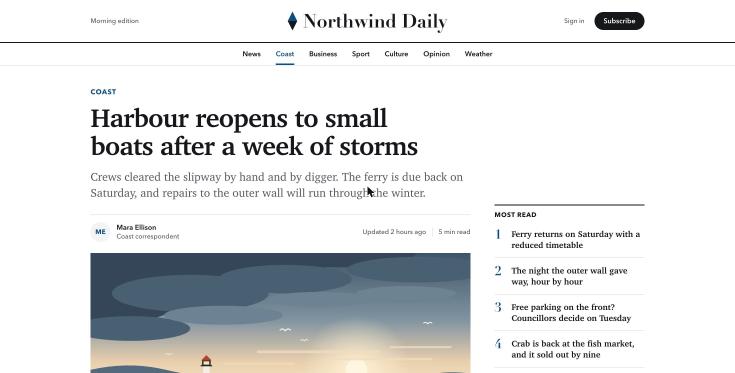 Morning edition
Northwind Daily
Sign in
Subscribe
News
Coast
Business
Sport
Culture
Opinion
Weather
COAST
Harbour reopens to small
boats after a week of storms
Crews cleared the slipway by hand and by digger. The ferry is due back on
Saturday, and repairs to the outer wall will run through the winter.
ME
Mara Ellison
Coast correspondent
Updated 2 hours ago
5 min read
MOST READ
1
Ferry returns on Saturday with a
reduced timetable
2
The night the outer wall gave
way, hour by hour
3
Free parking on the front?
Councillors decide on Tuesday
4
Crab is back at the fish market,
and it sold out by nine